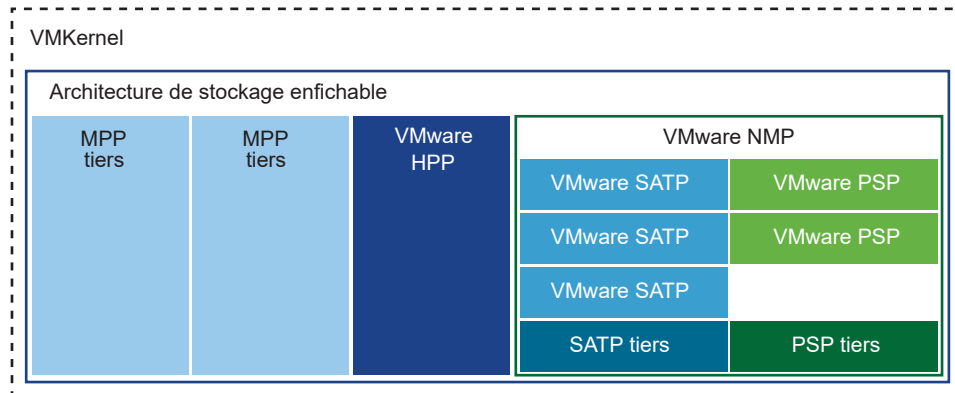 VMKernel
Architecture de stockage enfichable
MPP
tiers
MPP
tiers
VMware
HPP
VMware NMP
VMware SATP
VMware PSP
VMware SATP
VMware PSP
VMware SATP
SATP tiers
PSP tiers